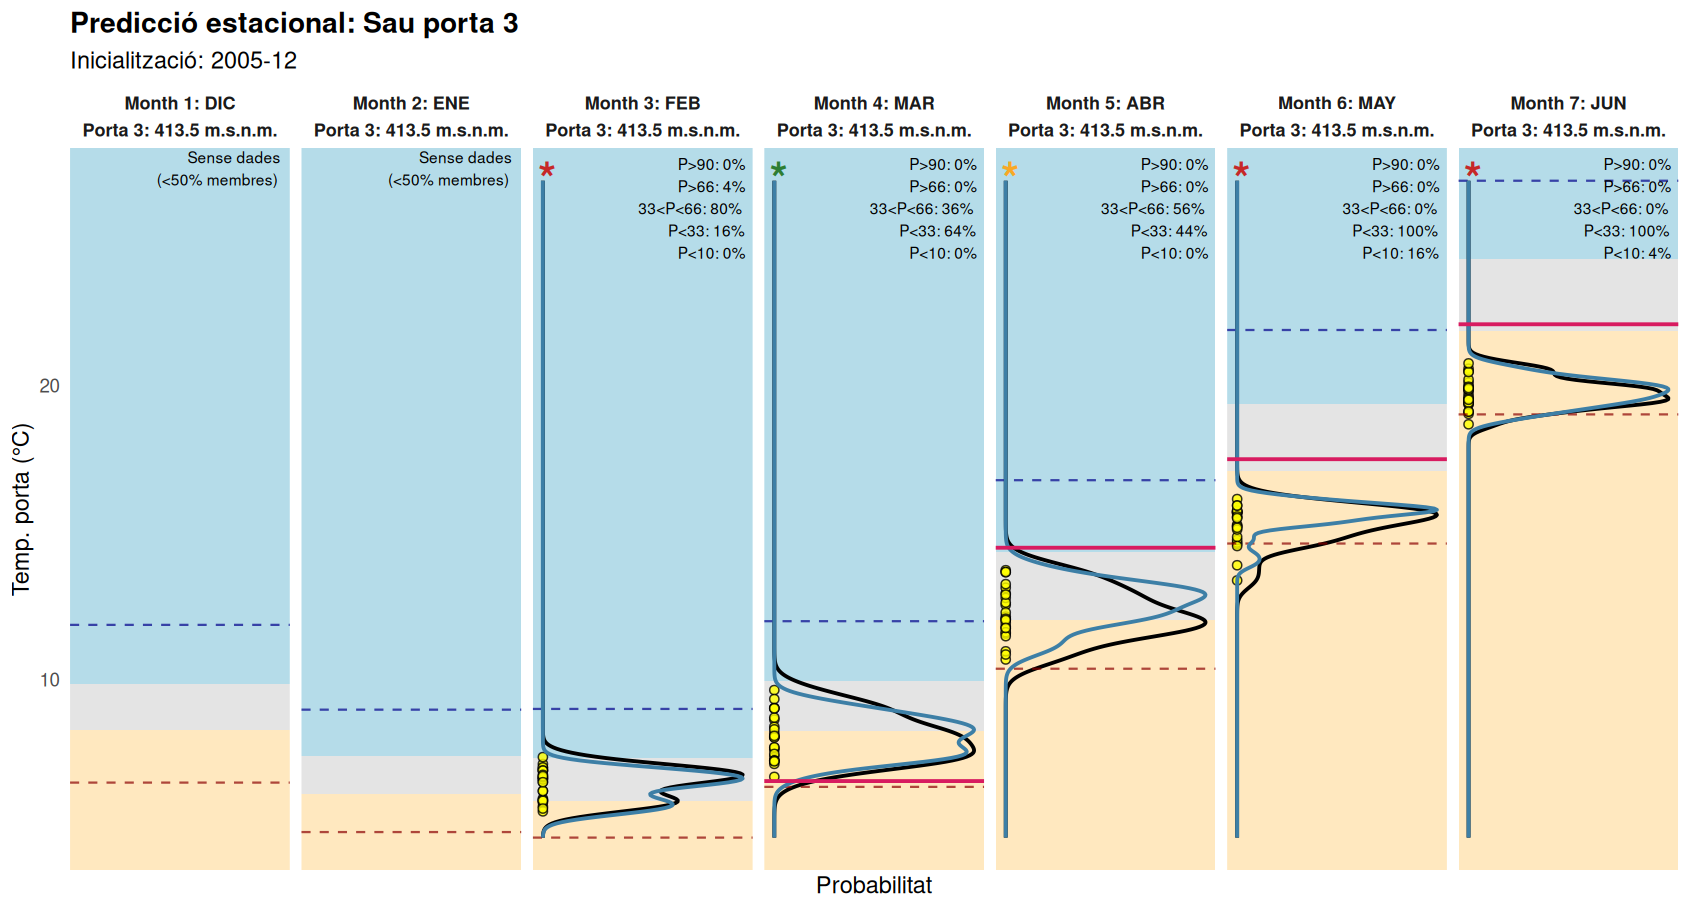 Predicció estacional: Sau porta 3
Inicialització: 2005-12
Month 1: DIC
Porta 3: 413.5 m.s.n.m.
Sense dades
(<50% membres)
Month 2: ENE
Porta 3: 413.5 m.s.n.m.
Sense dades
(<50% membres)
Month 3: FEB
Porta 3: 413.5 m.s.n.m.
*
P>90: 0%
P>66: 4%
33<P<66: 80%
P<33: 16%
P<10: 0%
Month 4: MAR
Porta 3: 413.5 m.s.n.m.
*
P>90: 0%
P>66: 0%
33<P<66: 36%
P<33: 64%
P<10: 0%
Month 5: ABR
Porta 3: 413.5 m.s.n.m.
*
P>90: 0%
P>66: 0%
33<P<66: 56%
P<33: 44%
P<10: 0%
Month 6: MAY
Porta 3: 413.5 m.s.n.m.
*
P>90: 0%
P>66: 0%
33<P<66: 0%
P<33: 100%
P<10: 16%
Month 7: JUN
Porta 3: 413.5 m.s.n.m.
*
P>90: 0%
P>66: 0%
33<P<66: 0%
P<33: 100%
P<10: 4%
20
10
Temp. porta (°C)
Probabilitat